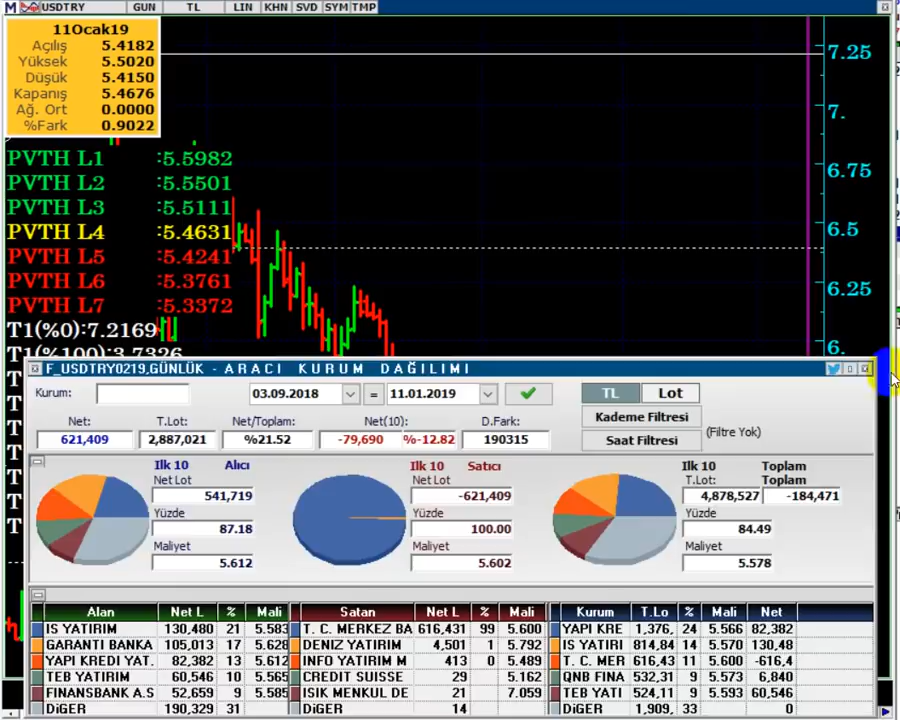 M USDTRY GUN TL LIN KHN SVD SYM TMP
11Ocak19
Açılış 5.4182
Yüksek 5.5020
Düşük 5.4150
Kapanış 5.4676
Ağ. Ort 0.0000
%Fark 0.9022
7.25
7.
6.75
6.5
6.25
6.
PVTH L1 :5.5982
PVTH L2 :5.5501
PVTH L3 :5.5111
PVTH L4 :5.4631
PVTH L5 :5.4241
PVTH L6 :5.3761
PVTH L7 :5.3372
T1(%0):7.2169
T1(%100):3.7326
T
T
T
T
T
T
F_USDTRY0219,GÜNLÜK - ARACI KURUM DAĞILIMI
Kurum: 03.09.2018 = 11.01.2019 TL Lot
Kademe Filtresi
Saat Filtresi (Filtre Yok)
Net: T.Lot: Net/Toplam: Net(10): D.Fark:
621,409 2,887,021 %21.52 -79,690 %-12.82 190315
Ilk 10 Alıcı
Net Lot
541,719
Yüzde
87.18
Maliyet
5.612
Ilk 10 Satıcı
Net Lot
-621,409
Yüzde
100.00
Maliyet
5.602
Ilk 10 Toplam
T.Lot: Toplam
4,878,527 -184,471
Yüzde
84.49
Maliyet
5.578
Alan Net L % Mali Satan Net L % Mali Kurum T.Lo % Mali Net
IS YATIRIM 130,480 21 5.583 T. C. MERKEZ BA 616,431 99 5.600 YAPI KRE 1,376, 24 5.566 82,382
GARANTI BANKA 105,013 17 5.628 DENIZ YATIRIM 4,501 1 5.792 IS YATIRI 814,84 14 5.570 130,48
YAPI KREDI YAT. 82,382 13 5.612 INFO YATIRIM M 413 0 5.489 T. C. MER 616,43 11 5.600 -616,4
TEB YATIRIM 60,546 10 5.565 CREDIT SUISSE 29 5.162 QNB FINA 532,31 9 5.573 6,840
FINANSBANK A.S 52,659 9 5.585 ISIK MENKUL DE 21 7.059 TEB YATI 524,11 9 5.593 60,546
DiGER 190,329 31 DiGER 14 DiGER 1,909, 33 0